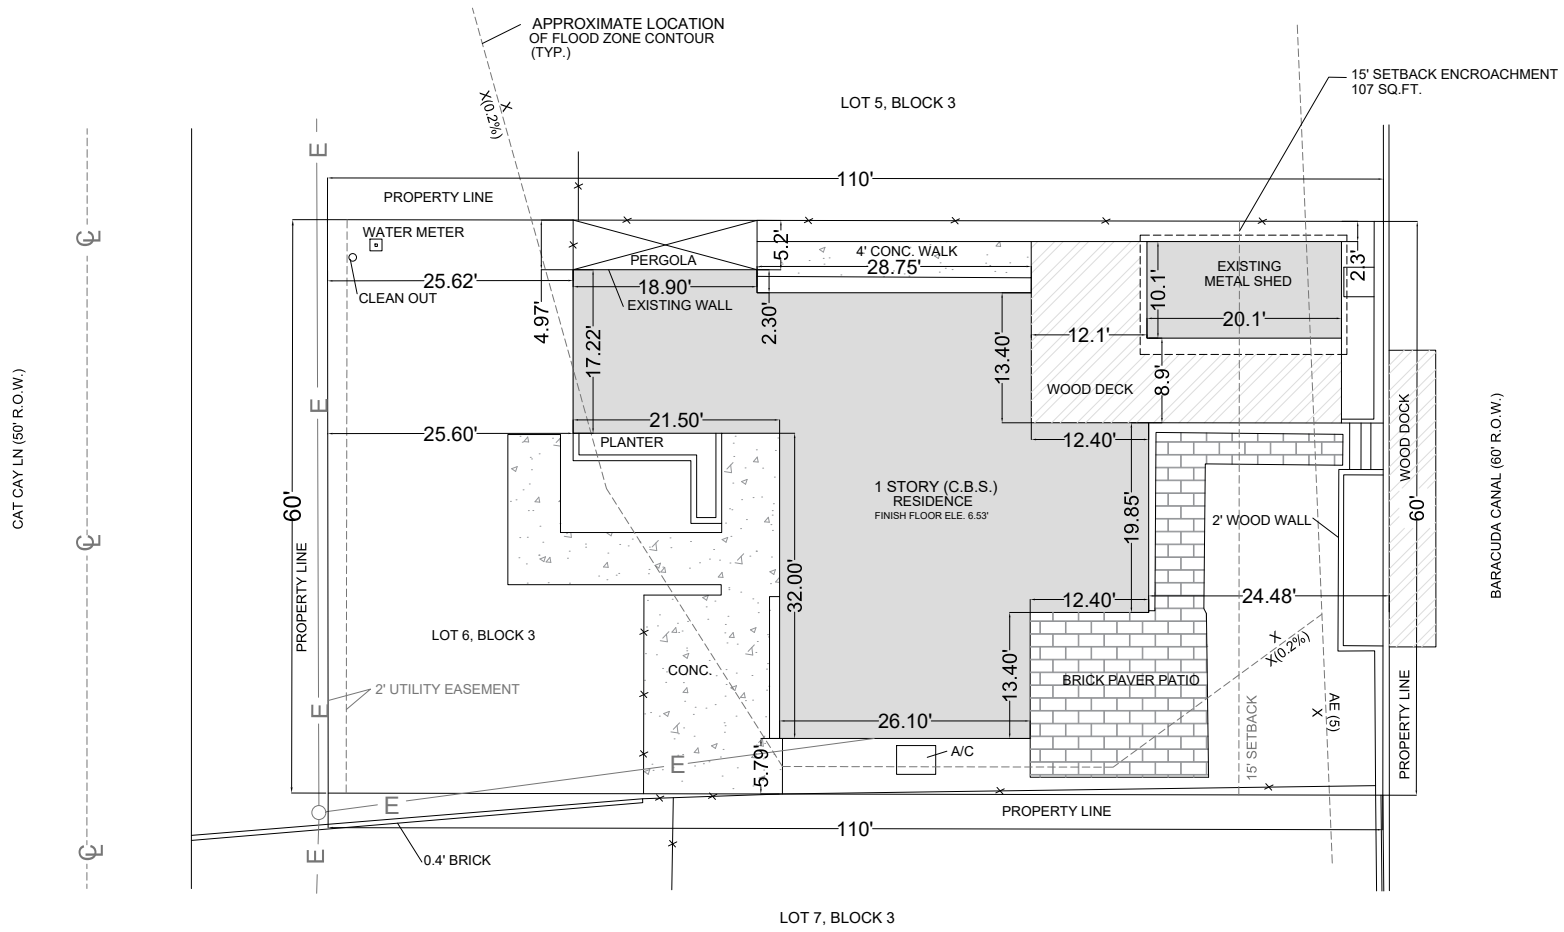 APPROXIMATE LOCATION
OF FLOOD ZONE CONTOUR
(TYP.)
15' SETBACK ENCROACHMENT
107 SQ.FT.
X
X(0.2%)
LOT 5, BLOCK 3
E
110'
PROPERTY LINE
WATER METER
CLEAN OUT
25.62'
4.97'
PERGOLA
18.90'
EXISTING WALL
17.22'
2.30'
5.2'
4' CONC. WALK
28.75'
13.40'
12.1'
WOOD DECK
10.1'
EXISTING
METAL SHED
20.1'
8.9'
2.3'
CL
E
CAT CAY LN (50' R.O.W.)
60'
PROPERTY LINE
25.60'
21.50'
PLANTER
12.40'
1 STORY (C.B.S.)
RESIDENCE
FINISH FLOOR ELE. 6.53'
19.85'
2' WOOD WALL
WOOD DOCK
60'
BARACUDA CANAL (60' R.O.W.)
CL
32.00'
12.40'
24.48'
LOT 6, BLOCK 3
CONC.
13.40'
BRICK PAVER PATIO
X
X(0.2%)
2' UTILITY EASEMENT
E
26.10'
A/C
5.79'
E
E
15' SETBACK
X
AE (5)
PROPERTY LINE
PROPERTY LINE
110'
CL
E
0.4' BRICK
LOT 7, BLOCK 3